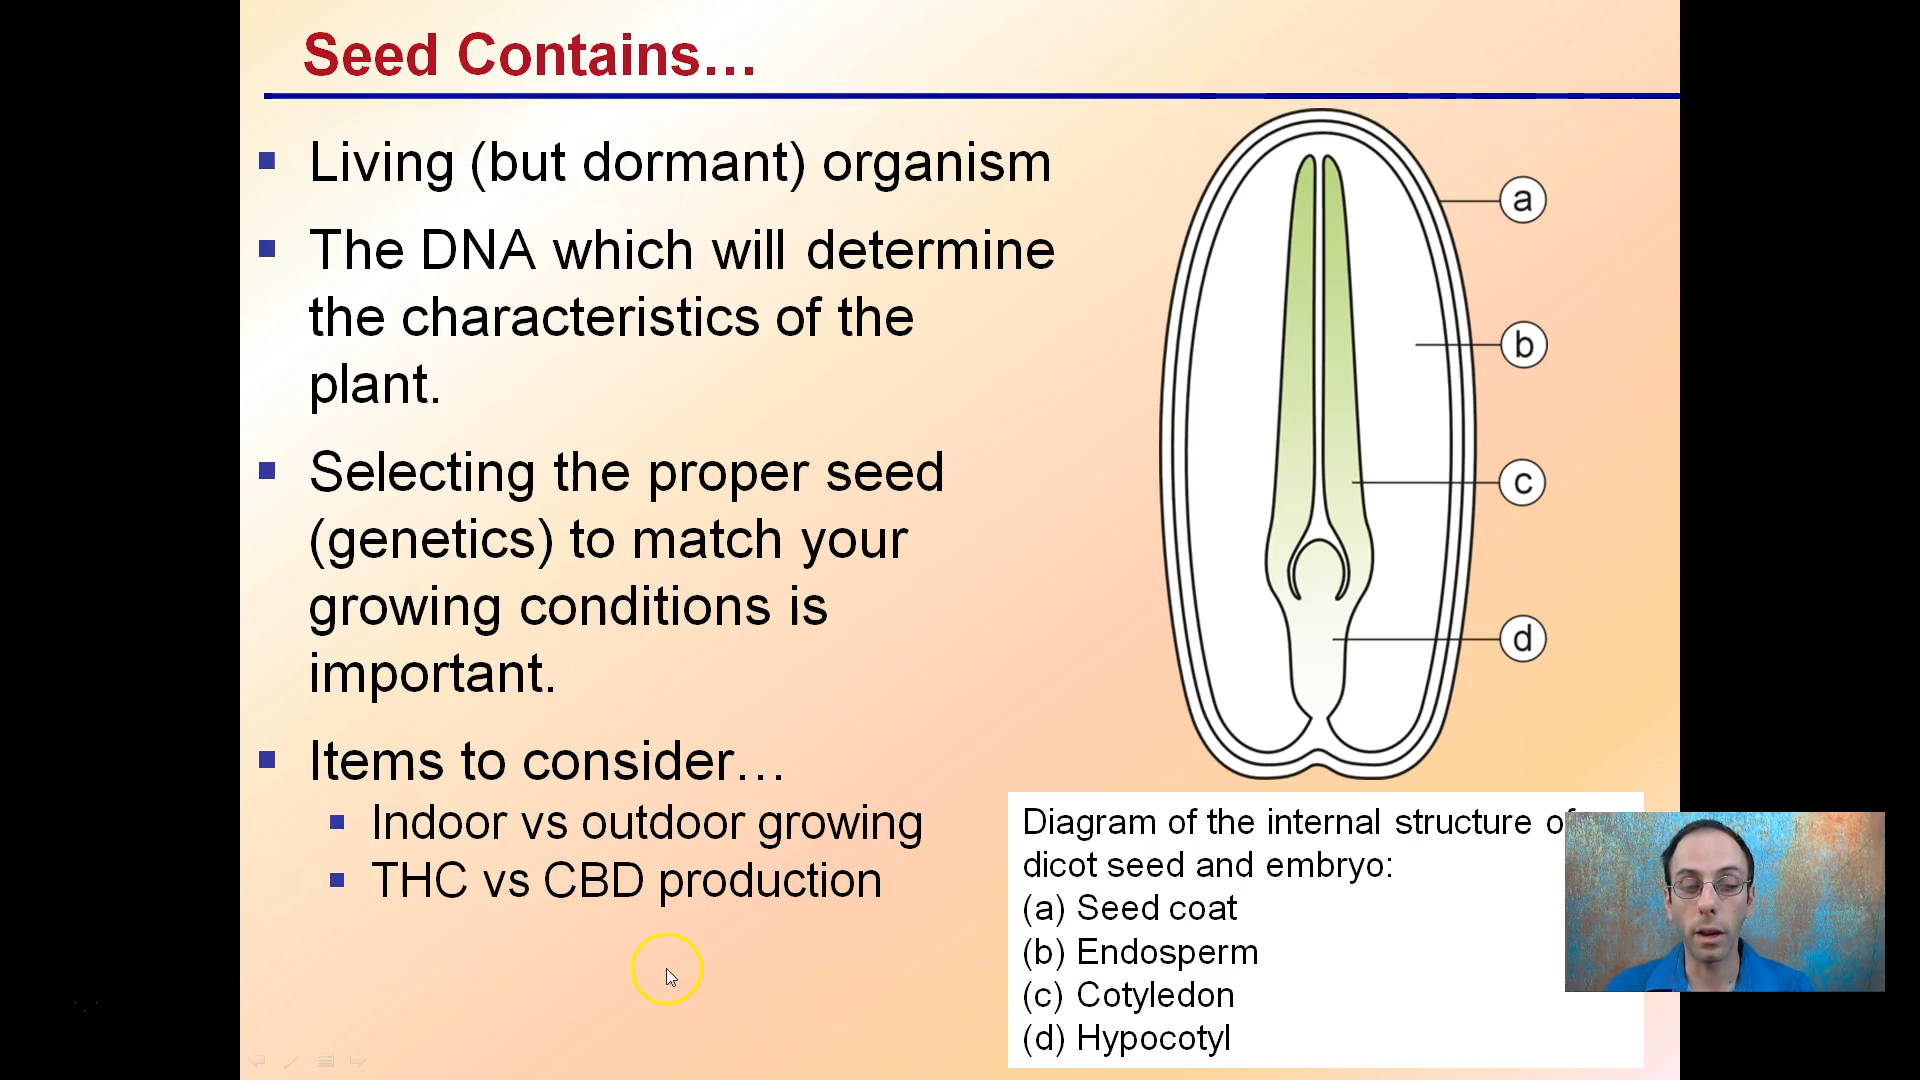 Seed Contains…
Living (but dormant) organism
The DNA which will determine
the characteristics of the
plant.
Selecting the proper seed
(genetics) to match your
growing conditions is
important.
Items to consider…
Indoor vs outdoor growing
THC vs CBD production
a
b
c
d
Diagram of the internal structure of
dicot seed and embryo:
(a) Seed coat
(b) Endosperm
(c) Cotyledon
(d) Hypocotyl